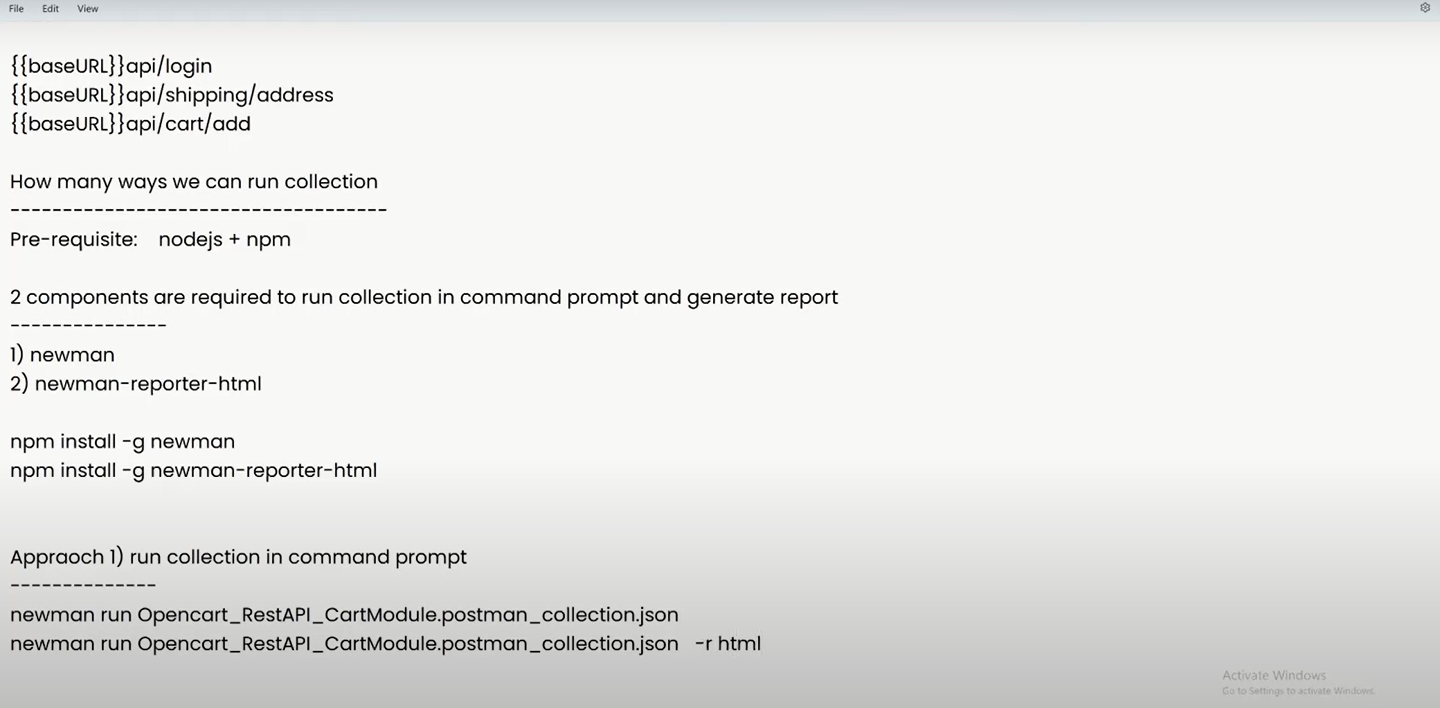 File Edit View
{{baseURL}}api/login
{{baseURL}}api/shipping/address
{{baseURL}}api/cart/add
How many ways we can run collection
------------------------------------
Pre-requisite: nodejs + npm
2 components are required to run collection in command prompt and generate report
---------------
1) newman
2) newman-reporter-html
npm install -g newman
npm install -g newman-reporter-html
Appraoch 1) run collection in command prompt
--------------
newman run Opencart_RestAPI_CartModule.postman_collection.json
newman run Opencart_RestAPI_CartModule.postman_collection.json -r html
Activate Windows
Go to Settings to activate Windows.